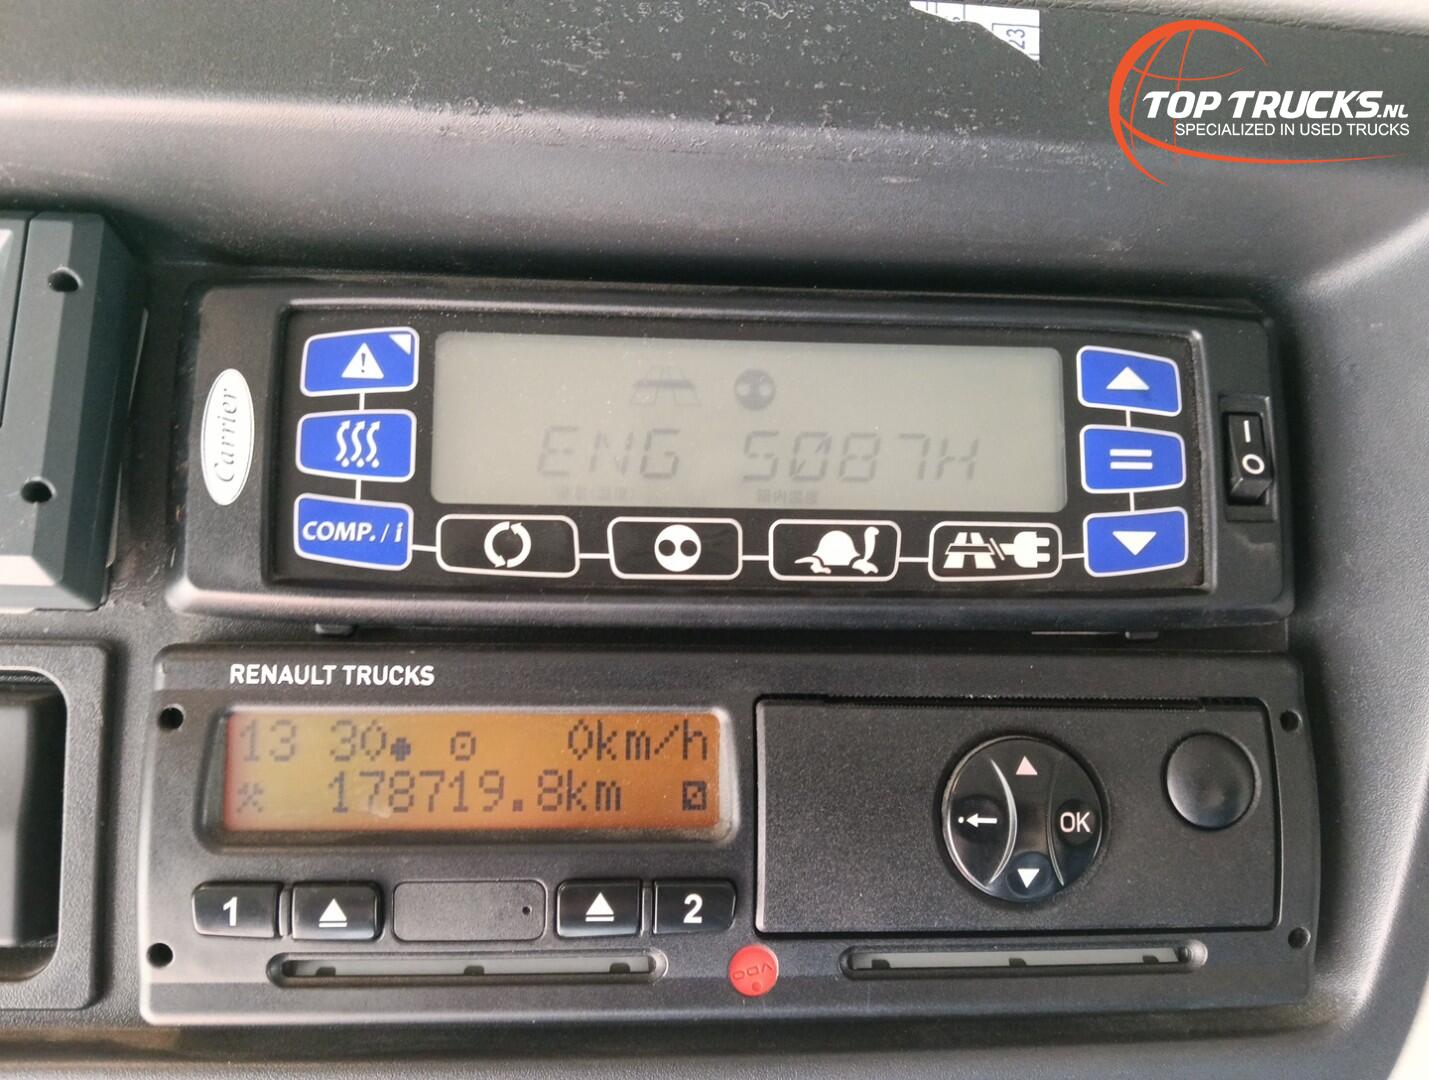 23
TOP TRUCKS.NL
SPECIALIZED IN USED TRUCKS
Carrier
ENG 5087H
COMP./i
I
O
RENAULT TRUCKS
13 30 0km/h
178719.8km
OK
1
2
VDO